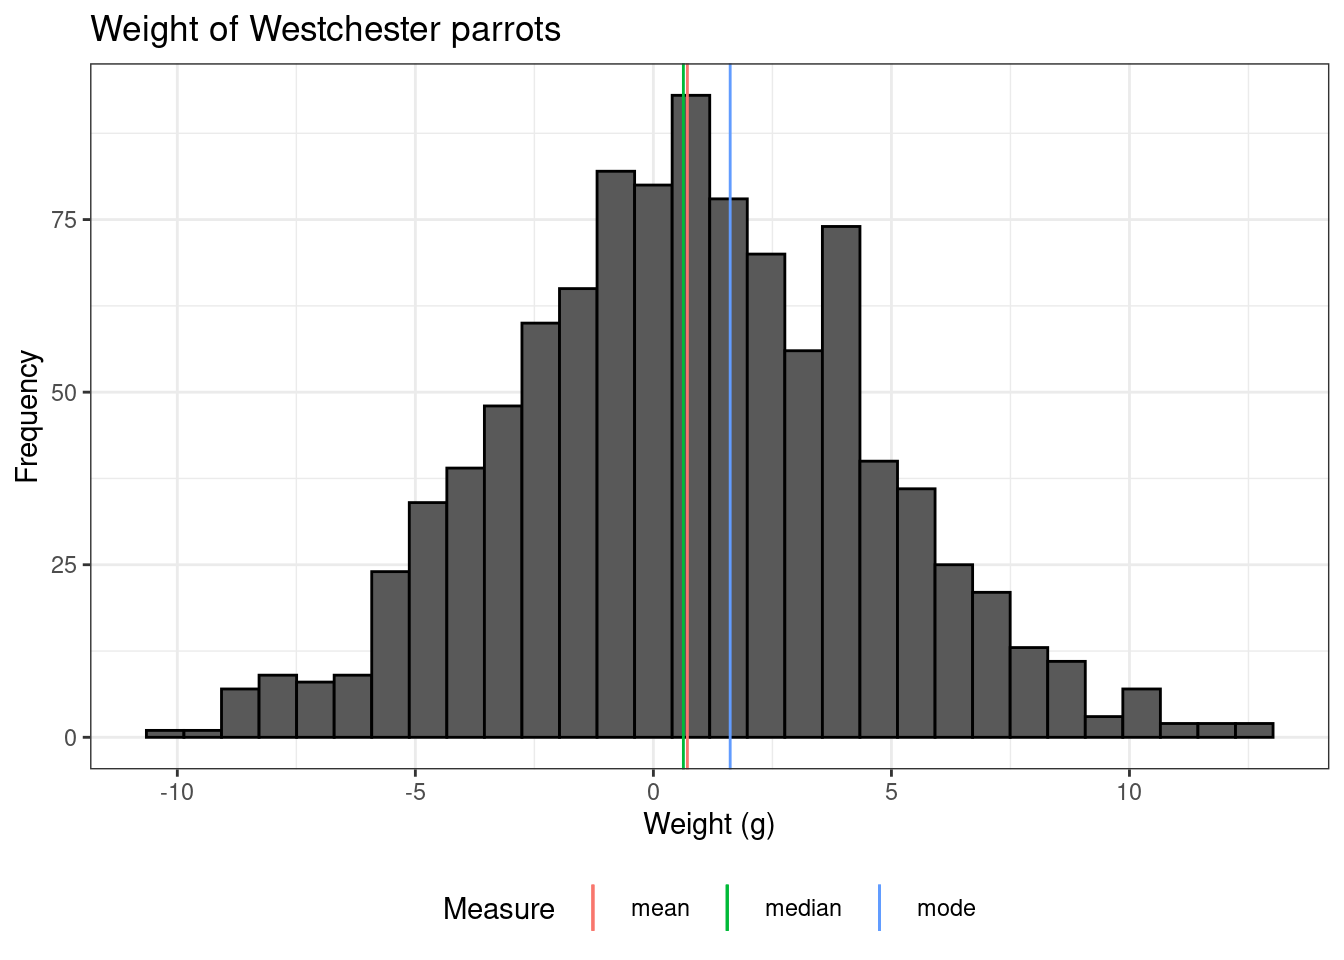 Weight of Westchester parrots
Frequency
75
50
25
0
-10 -5 0 5 10
Weight (g)
Measure mean median mode